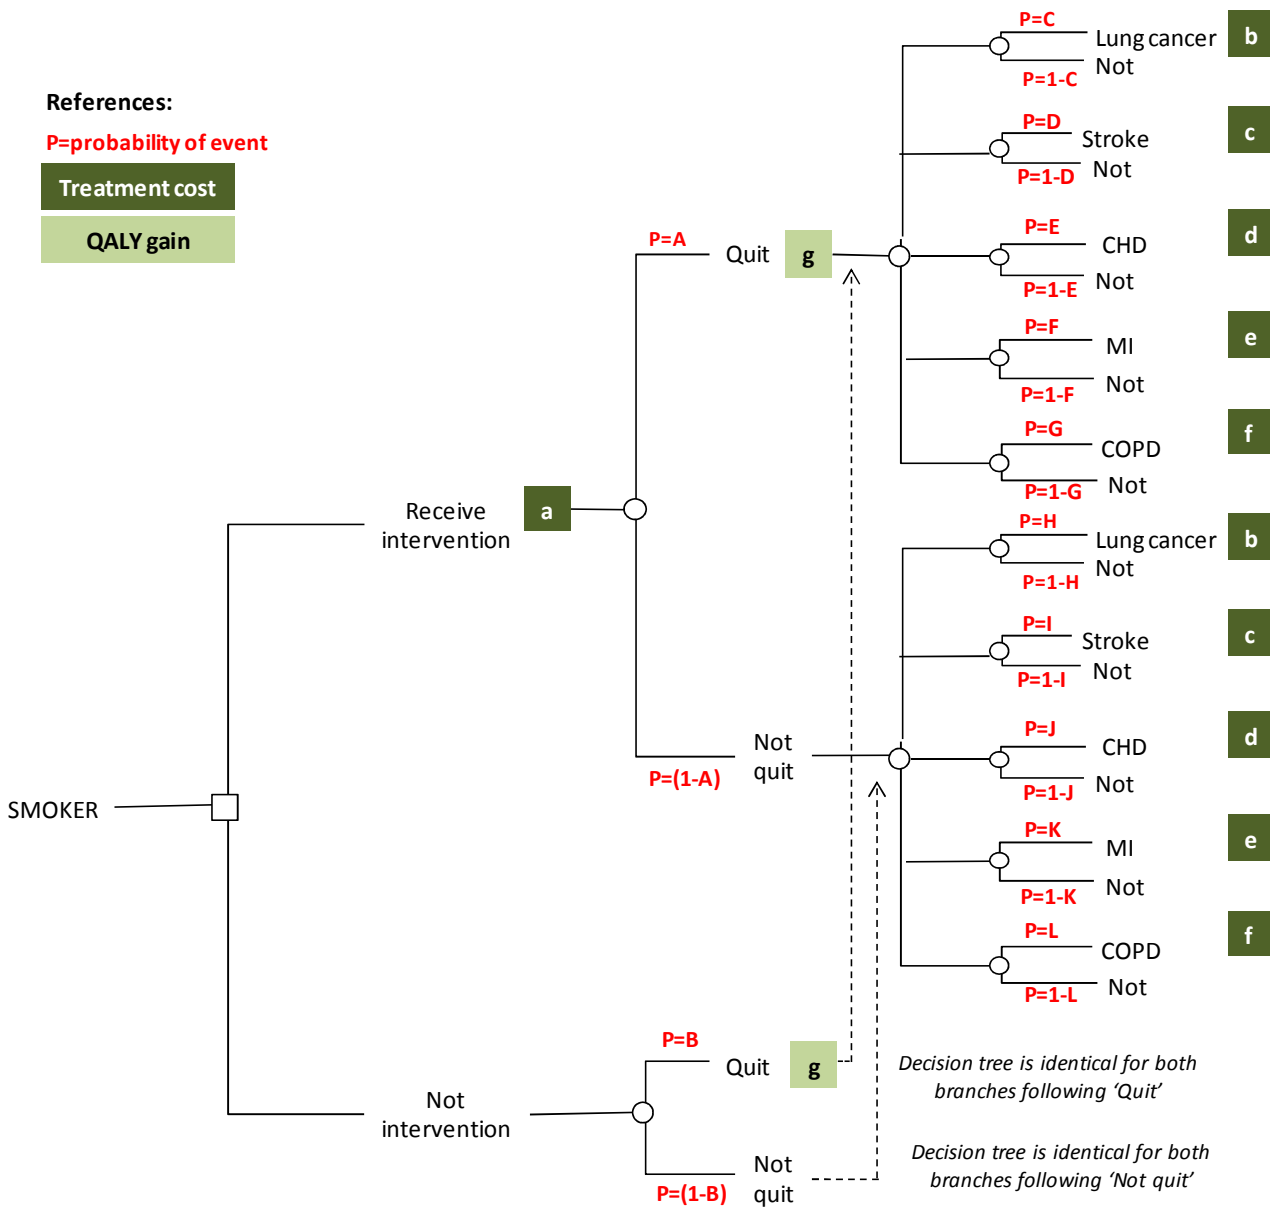 References:
P=probability of event
Treatment cost
QALY gain
SMOKER
Receive
intervention
a
Not
intervention
P=A
Quit
g
P=(1-A)
Not
quit
P=B
Quit
g
P=(1-B)
Not
quit
P=C
Lung cancer
b
Not
P=1-C
P=D
Stroke
c
Not
P=1-D
P=E
CHD
d
Not
P=1-E
P=F
MI
e
Not
P=1-F
P=G
COPD
f
Not
P=1-G
P=H
Lung cancer
b
Not
P=1-H
P=I
Stroke
c
Not
P=1-I
P=J
CHD
d
Not
P=1-J
P=K
MI
e
Not
P=1-K
P=L
COPD
f
Not
P=1-L
Decision tree is identical for both
branches following ‘Quit’
Decision tree is identical for both
branches following ‘Not quit’